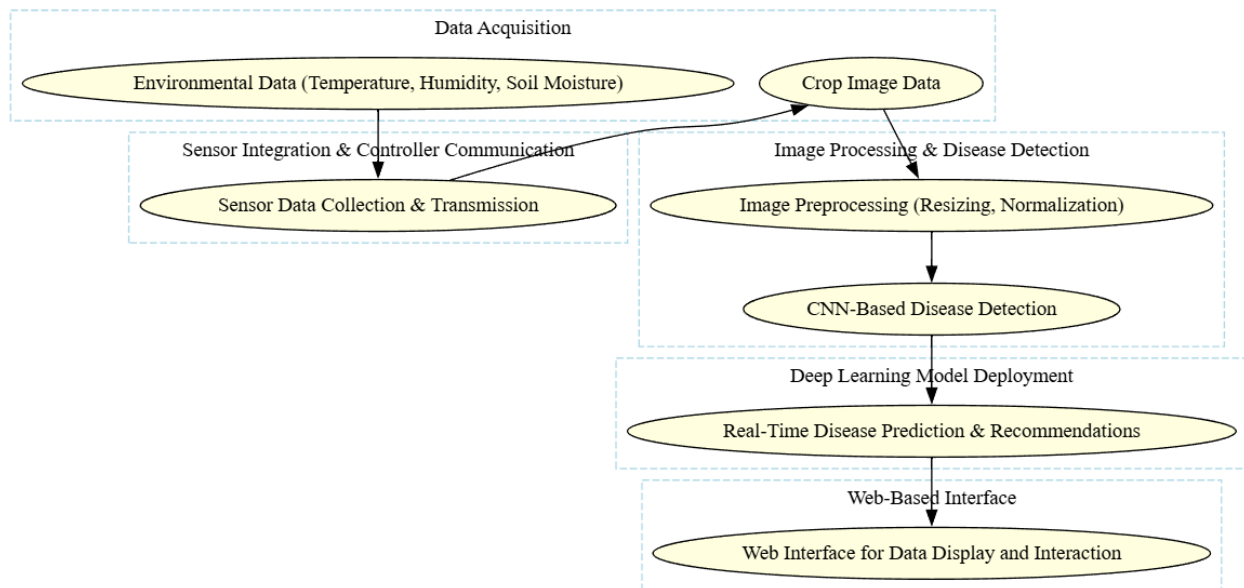 Data Acquisition
Environmental Data (Temperature, Humidity, Soil Moisture)
Crop Image Data
Sensor Integration & Controller Communication
Image Processing & Disease Detection
Sensor Data Collection & Transmission
Image Preprocessing (Resizing, Normalization)
CNN-Based Disease Detection
Deep Learning Model Deployment
Real-Time Disease Prediction & Recommendations
Web-Based Interface
Web Interface for Data Display and Interaction